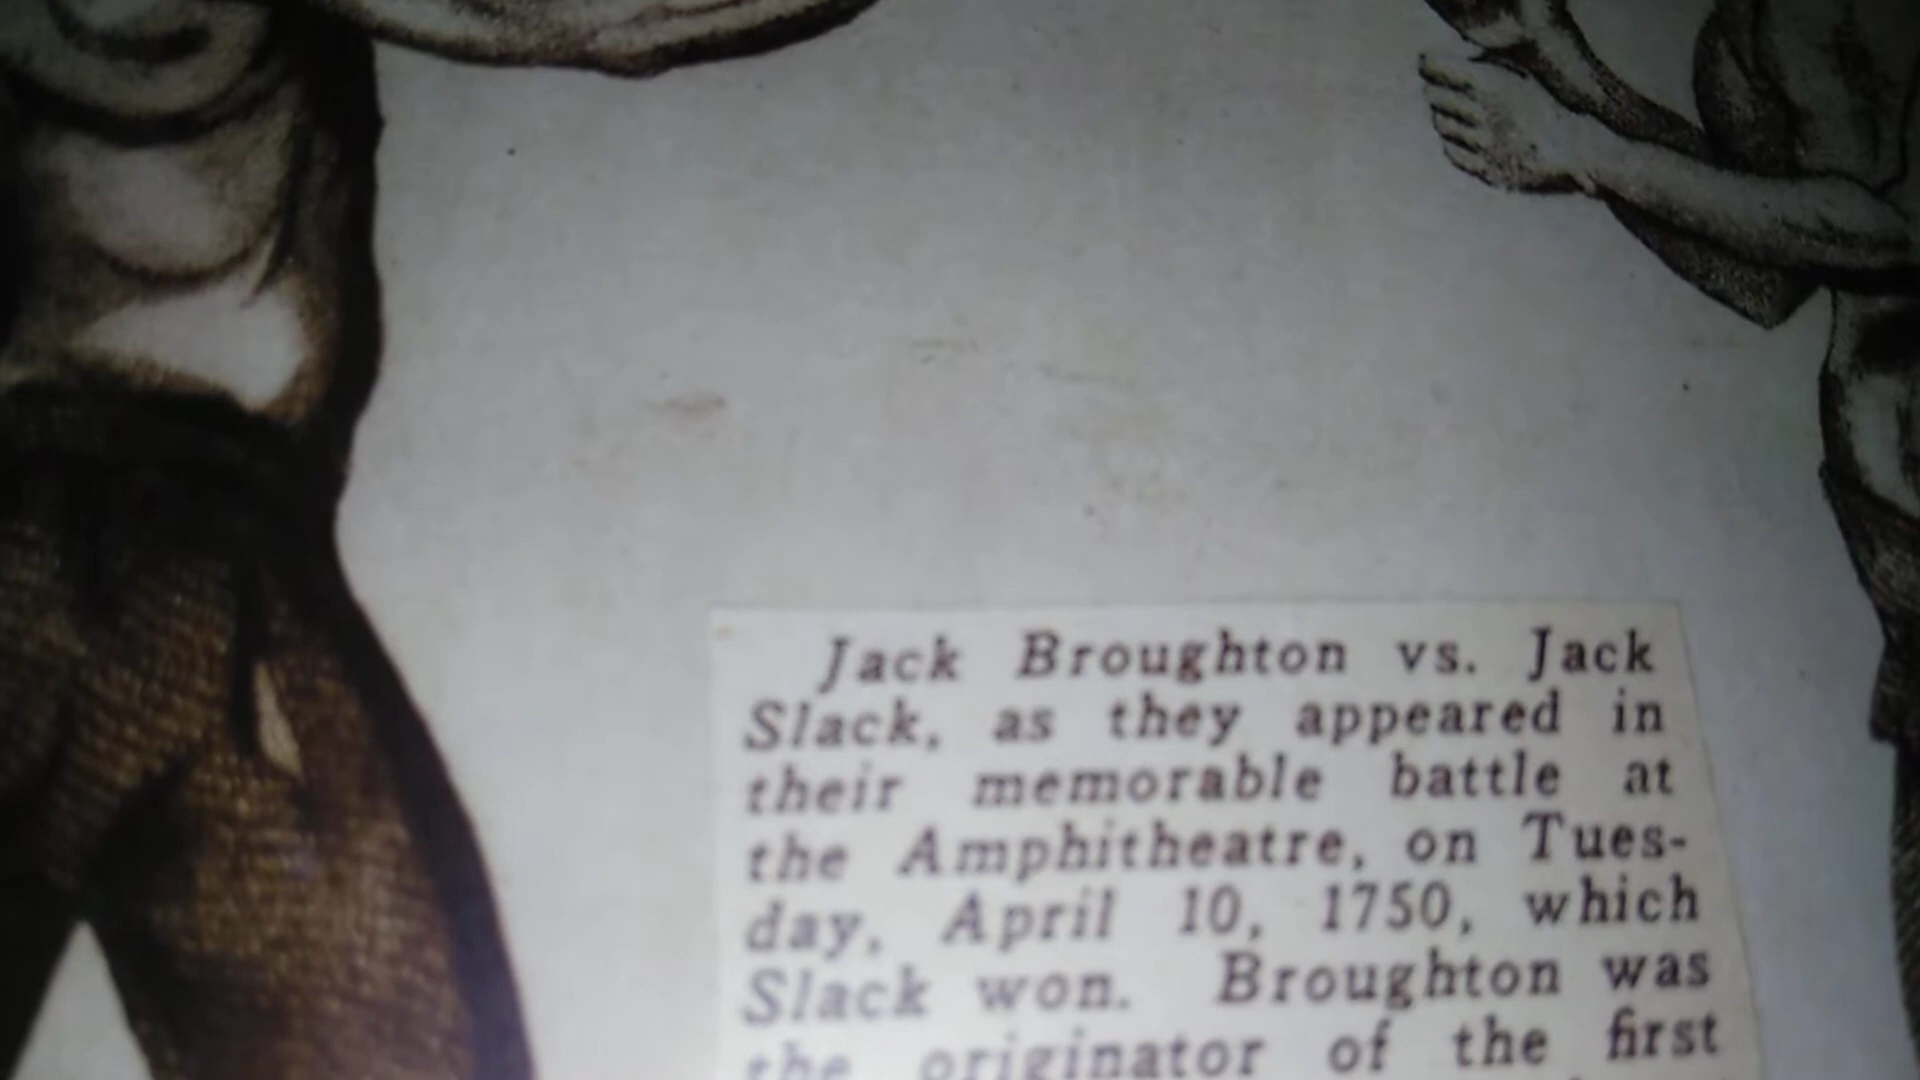 Jack Broughton vs. Jack
Slack, as they appeared in
their memorable battle at
the Amphitheatre, on Tues-
day, April 10, 1750, which
Slack won. Broughton was
the originator of the first